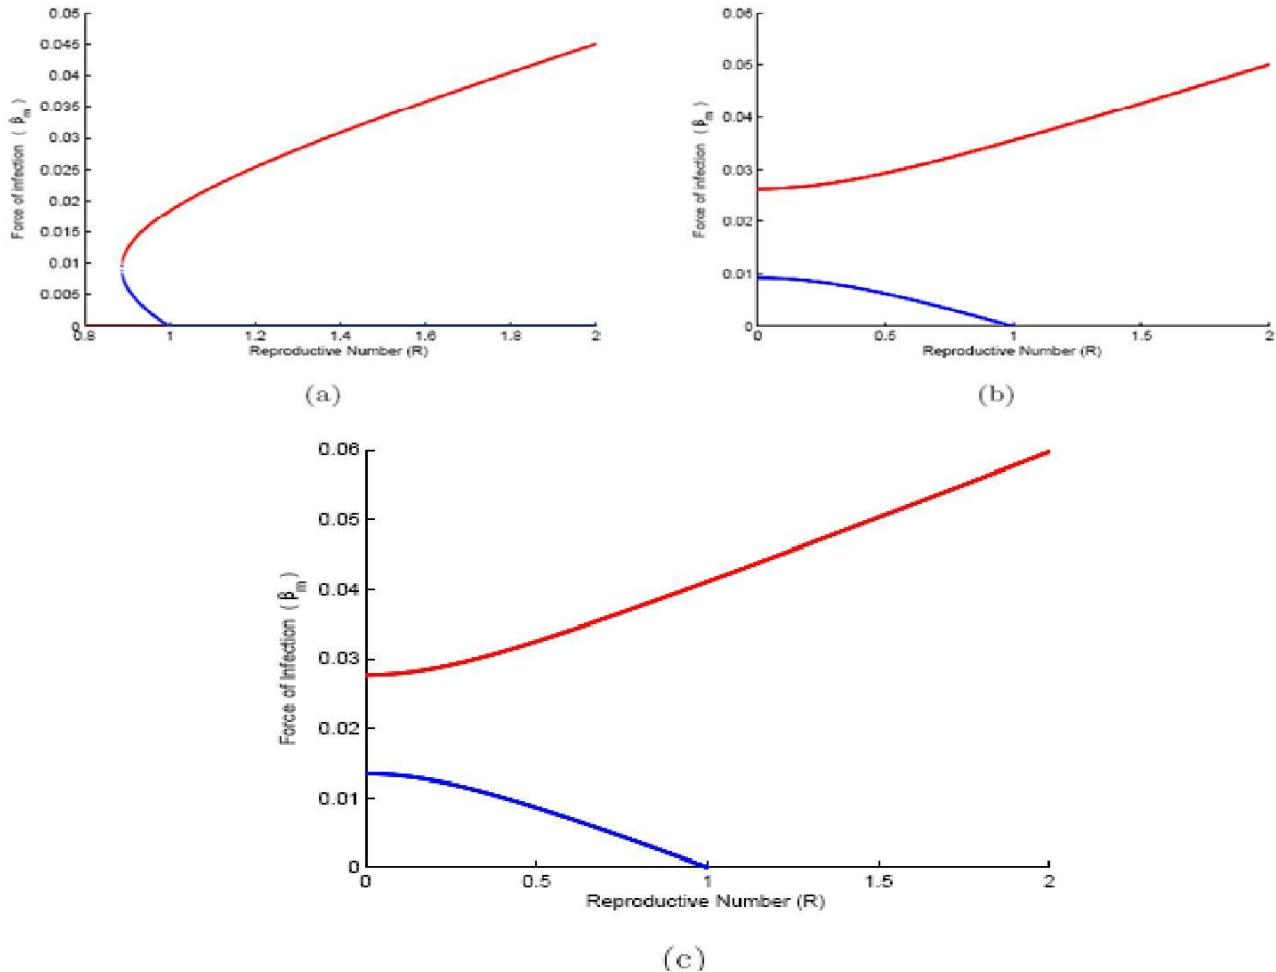 0.05
0.045
0.04
0.035
0.03
0.025
0.02
0.015
0.01
0.005
0
Force of infection ( β̂m )
0.8 1 1.2 1.4 1.6 1.8 2
Reproductive Number (R)
(a)
0.06
0.05
0.04
0.03
0.02
0.01
0
Force of infection ( β̂m )
0 0.5 1 1.5 2
Reproductive Number (R)
(b)
0.06
0.05
0.04
0.03
0.02
0.01
0
Force of Infection ( β̂m )
0 0.5 1 1.5 2
Reproductive Number (R)
(c)